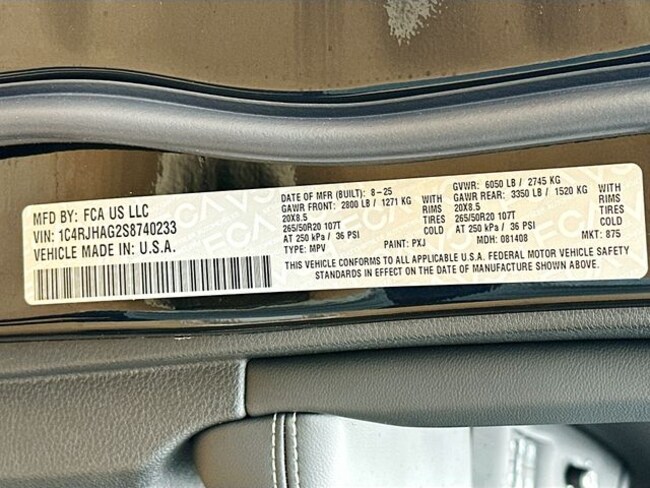 MFD BY: FCA US LLC
VIN: 1C4RJHAG2S8740233
VEHICLE MADE IN: U.S.A.
DATE OF MFR (BUILT): 8-25
GVWR: 6050 LB / 2745 KG
GAWR FRONT: 2800 LB / 1271 KG WITH
GAWR REAR: 3350 LB / 1520 KG WITH
20X8.5 RIMS
20X8.5 RIMS
265/50R20 107T TIRES
265/50R20 107T TIRES
AT 250 kPa / 36 PSI COLD
AT 250 kPa / 36 PSI COLD
TYPE: MPV PAINT: PXJ MDH: 081408 MKT: 875
THIS VEHICLE CONFORMS TO ALL APPLICABLE U.S.A. FEDERAL MOTOR VEHICLE SAFETY
STANDARDS IN EFFECT ON THE DATE OF MANUFACTURE SHOWN ABOVE.